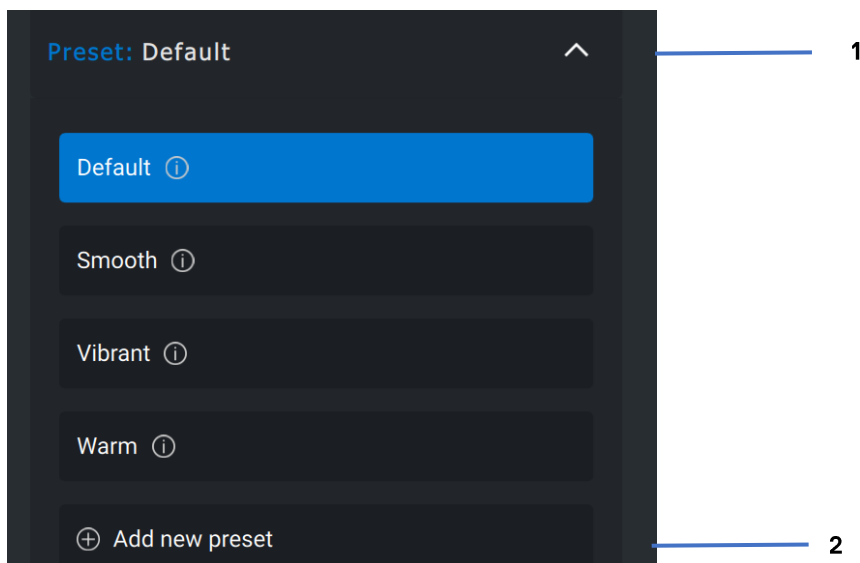 Preset: Default
1
Default
Smooth
Vibrant
Warm
Add new preset
2